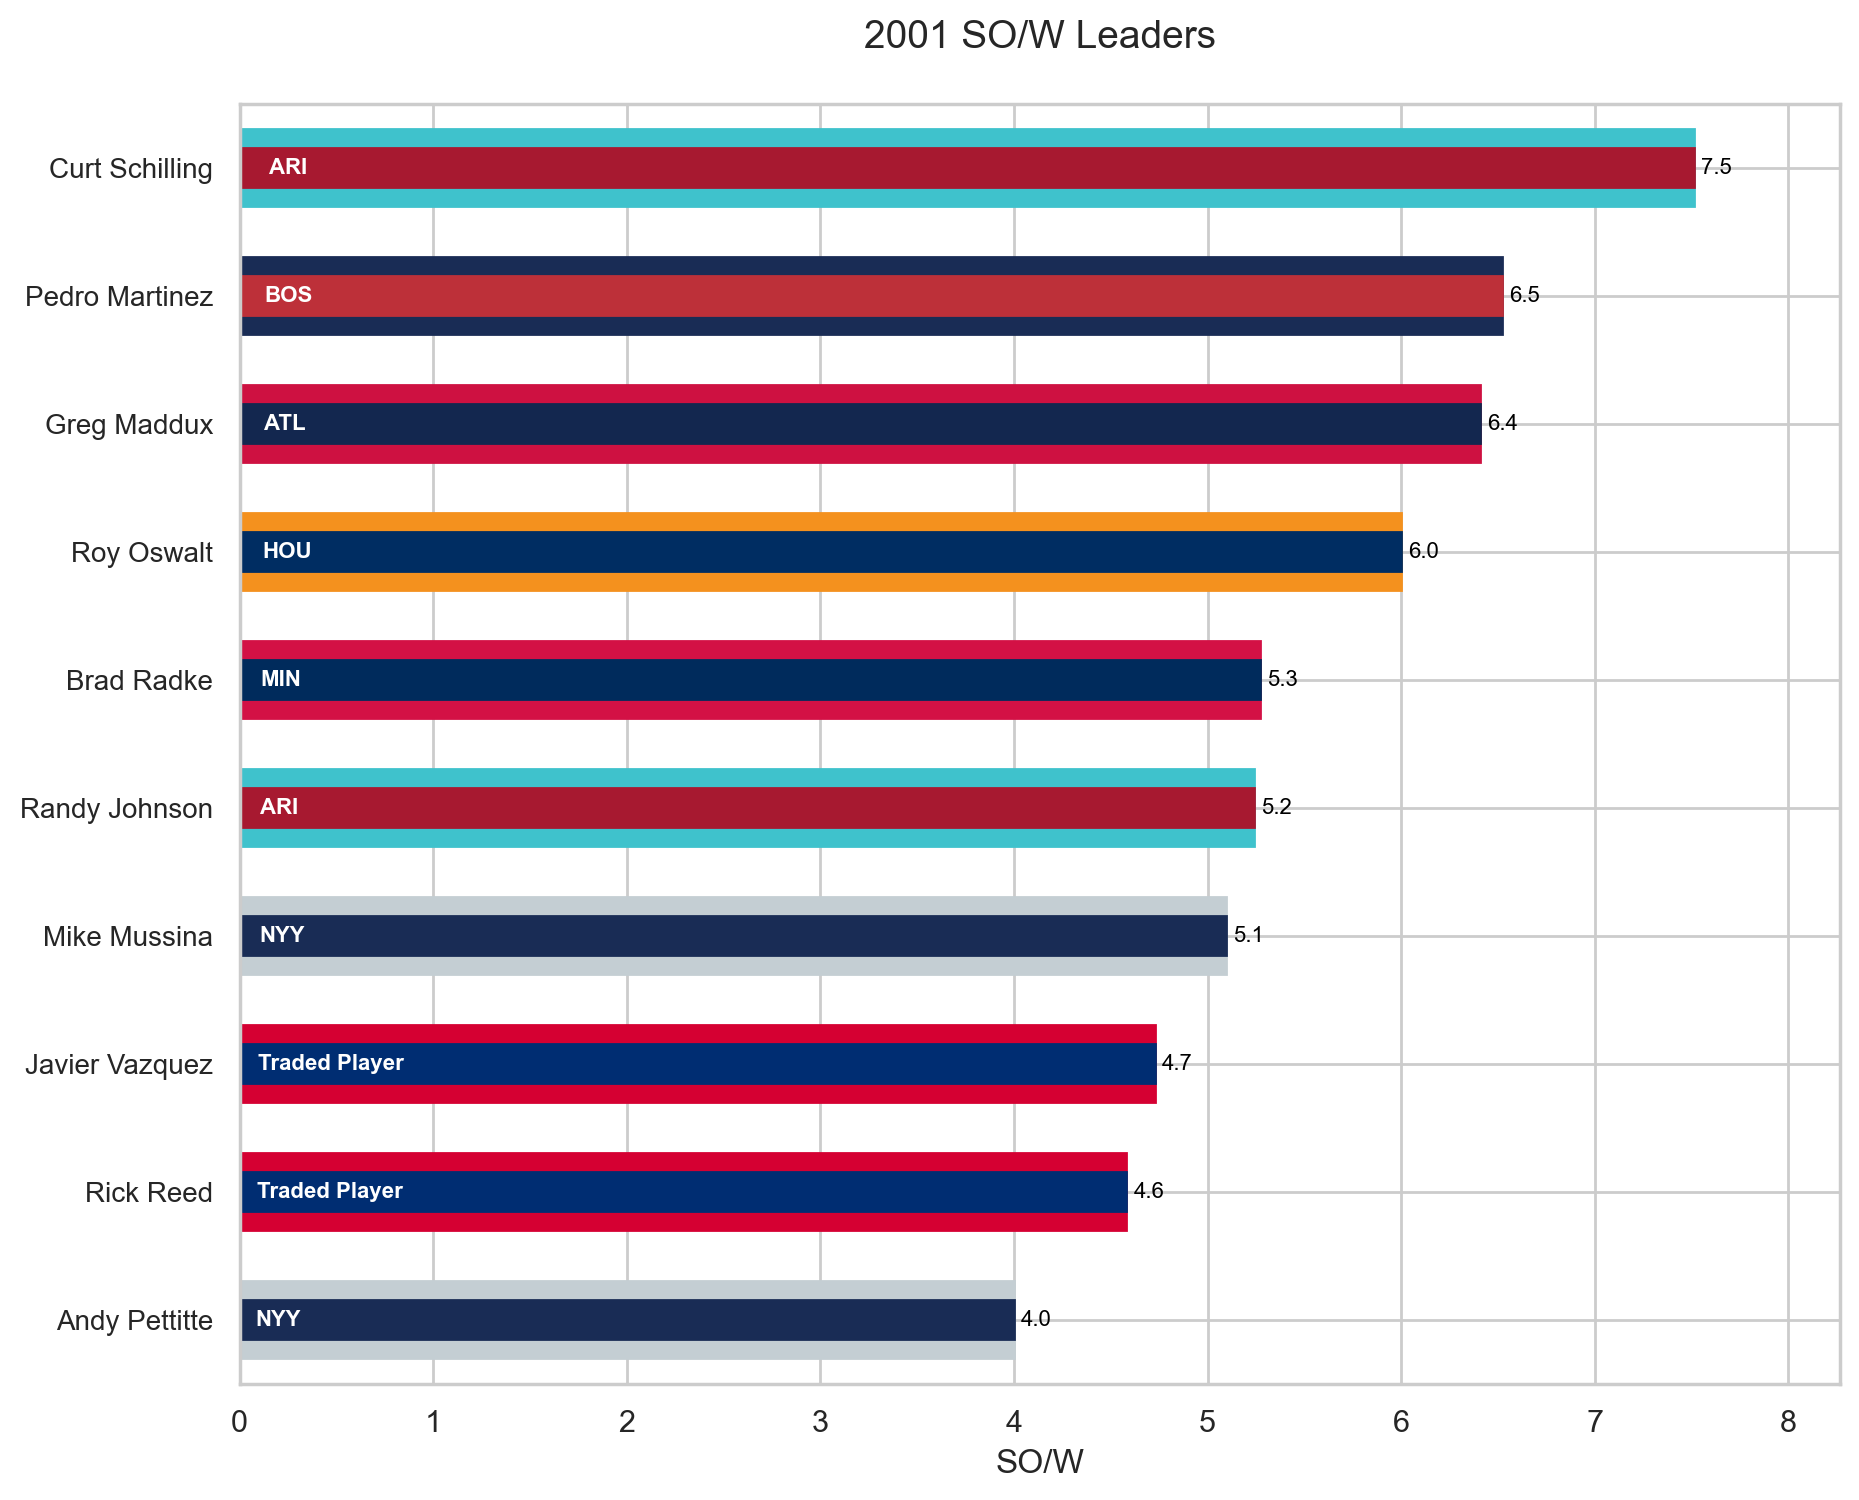 2001 SO/W Leaders
Curt Schilling ARI 7.5
Pedro Martinez BOS 6.5
Greg Maddux ATL 6.4
Roy Oswalt HOU 6.0
Brad Radke MIN 5.3
Randy Johnson ARI 5.2
Mike Mussina NYY 5.1
Javier Vazquez Traded Player 4.7
Rick Reed Traded Player 4.6
Andy Pettitte NYY 4.0
0 1 2 3 4 5 6 7 8
SO/W